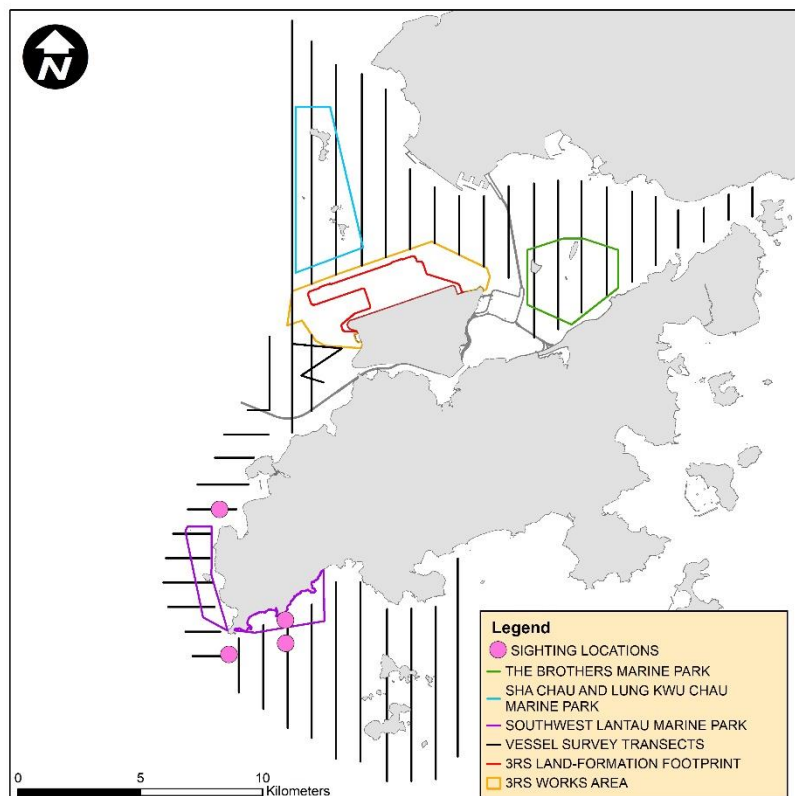 N
Legend
SIGHTING LOCATIONS
THE BROTHERS MARINE PARK
SHA CHAU AND LUNG KWU CHAU
MARINE PARK
SOUTHWEST LANTAU MARINE PARK
VESSEL SURVEY TRANSECTS
3RS LAND-FORMATION FOOTPRINT
3RS WORKS AREA
0 5 10
Kilometers